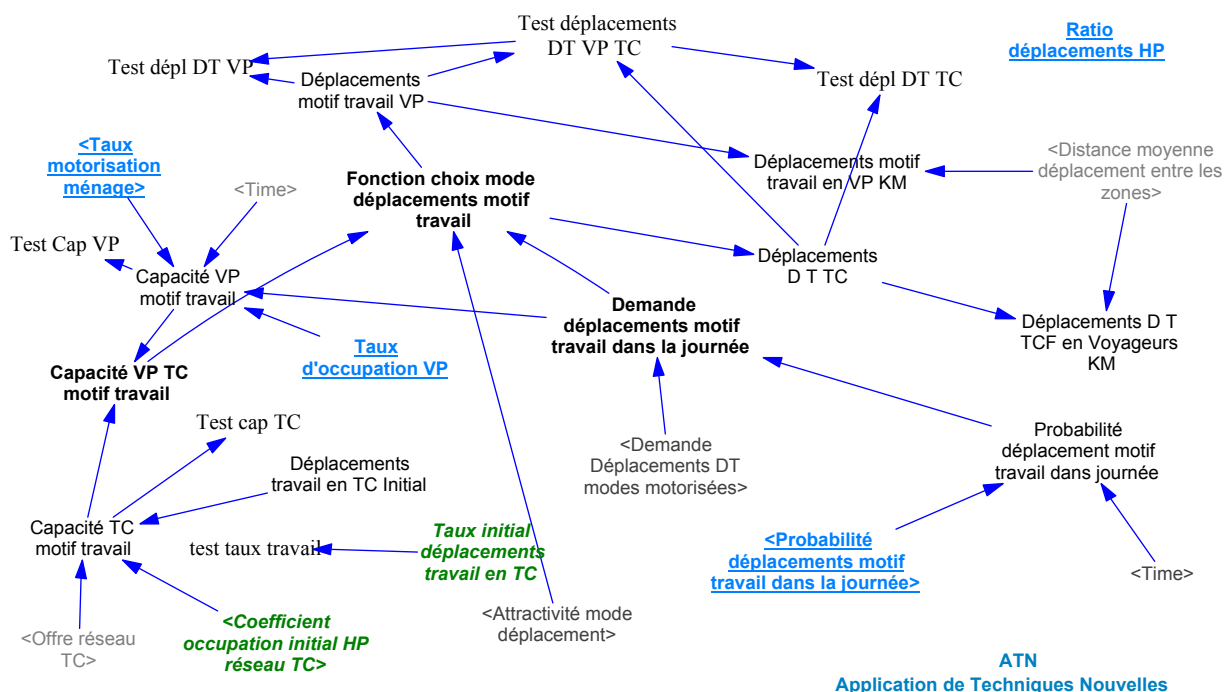 Test déplacements
DT VP TC
Ratio
déplacements HP
Test dépl DT VP
Déplacements
motif travail VP
Test dépl DT TC
<Taux
motorisation
ménage>
<Time>
Fonction choix mode
déplacements motif
travail
Déplacements motif
travail en VP KM
<Distance moyenne
déplacement entre les
zones>
Test Cap VP
Capacité VP
motif travail
Déplacements
D T TC
Demande
déplacements motif
travail dans la journée
Déplacements D T
TCF en Voyageurs
KM
Taux
d'occupation VP
Capacité VP TC
motif travail
Test cap TC
Déplacements
travail en TC Initial
<Demande
Déplacements DT
modes motorisées>
Probabilité
déplacement motif
travail dans journée
Capacité TC
motif travail
test taux travail
Taux initial
déplacements
travail en TC
<Probabilité
déplacements motif
travail dans la journée>
<Time>
<Offre réseau
TC>
<Coefficient
occupation initial HP
réseau TC>
<Attractivité mode
déplacement>
ATN
Application de Techniques Nouvelles